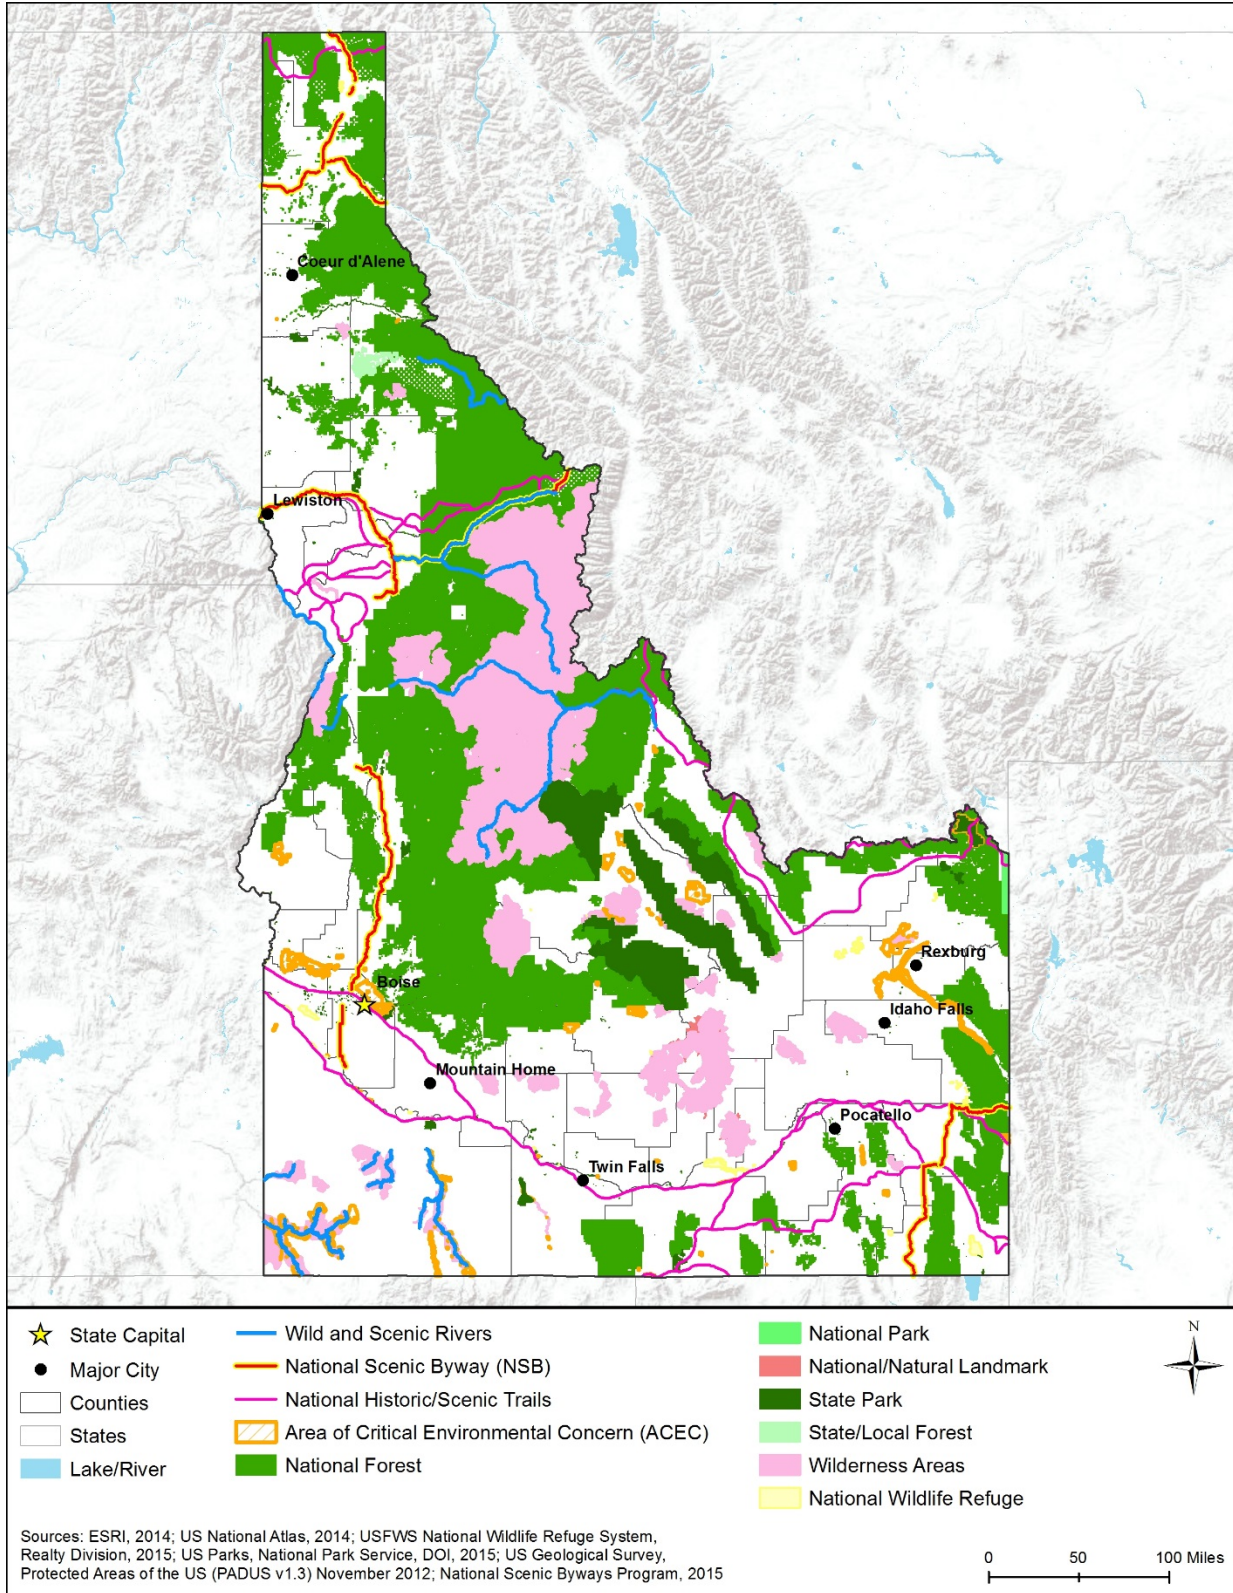 Coeur d'Alene
Lewiston
Boise
Rexburg
Idaho Falls
Mountain Home
Pocatello
Twin Falls
State Capital
Major City
Counties
States
Lake/River
Wild and Scenic Rivers
National Scenic Byway (NSB)
National Historic/Scenic Trails
Area of Critical Environmental Concern (ACEC)
National Forest
National Park
National/Natural Landmark
State Park
State/Local Forest
Wilderness Areas
National Wildlife Refuge
N
Sources: ESRI, 2014; US National Atlas, 2014; USFWS National Wildlife Refuge System,
Realty Division, 2015; US Parks, National Park Service, DOI, 2015; US Geological Survey,
Protected Areas of the US (PADUS v1.3) November 2012; National Scenic Byways Program, 2015
0 50 100 Miles